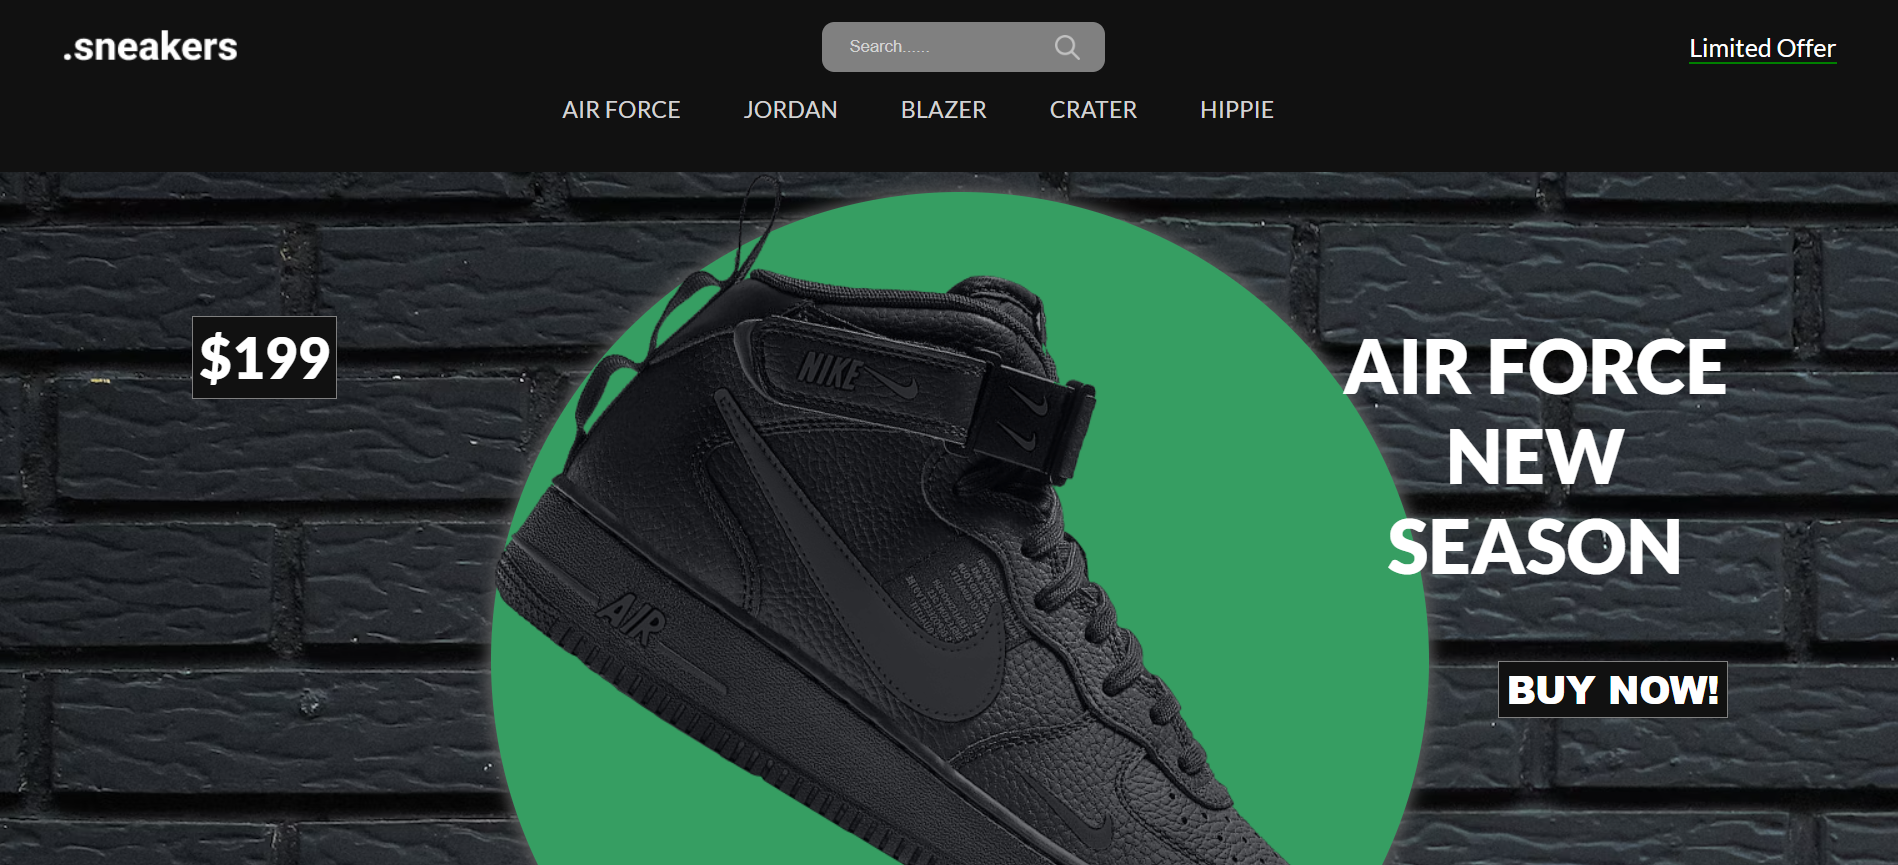 .sneakers
Search......
Limited Offer
AIR FORCE
JORDAN
BLAZER
CRATER
HIPPIE
$199
NIKE
AIR
AIR FORCE
NEW
SEASON
BUY NOW!